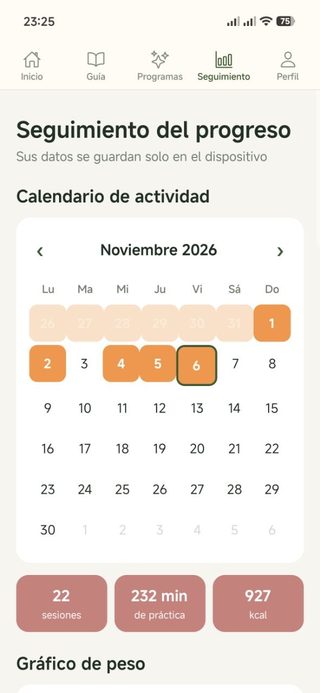 23:25
75
Inicio
Guía
Programas
Seguimiento
Perfil
Seguimiento del progreso
Sus datos se guardan solo en el dispositivo
Calendario de actividad
‹ Noviembre 2026 ›
Lu Ma Mi Ju Vi Sá Do
26 27 28 29 30 31 1
2 3 4 5 6 7 8
9 10 11 12 13 14 15
16 17 18 19 20 21 22
23 24 25 26 27 28 29
30 1 2 3 4 5 6
22 232 min 927
sesiones de práctica kcal
Gráfico de peso